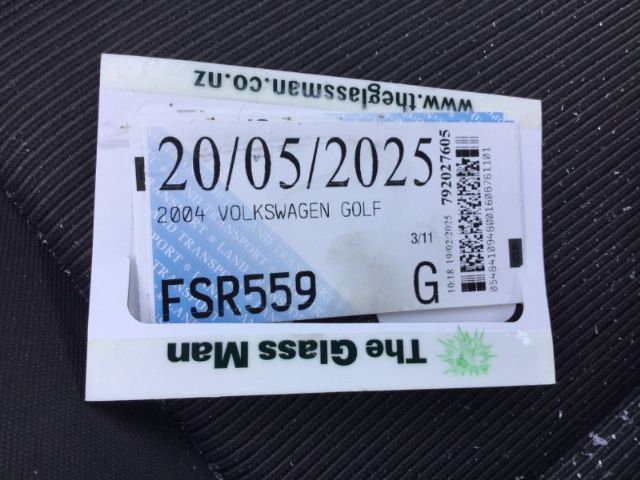 www.theglassman.co.nz
20/05/2025
2004 VOLKSWAGEN GOLF
3/11
FSR559
G
10:18 19/02/2025
792027605
The Glass Man